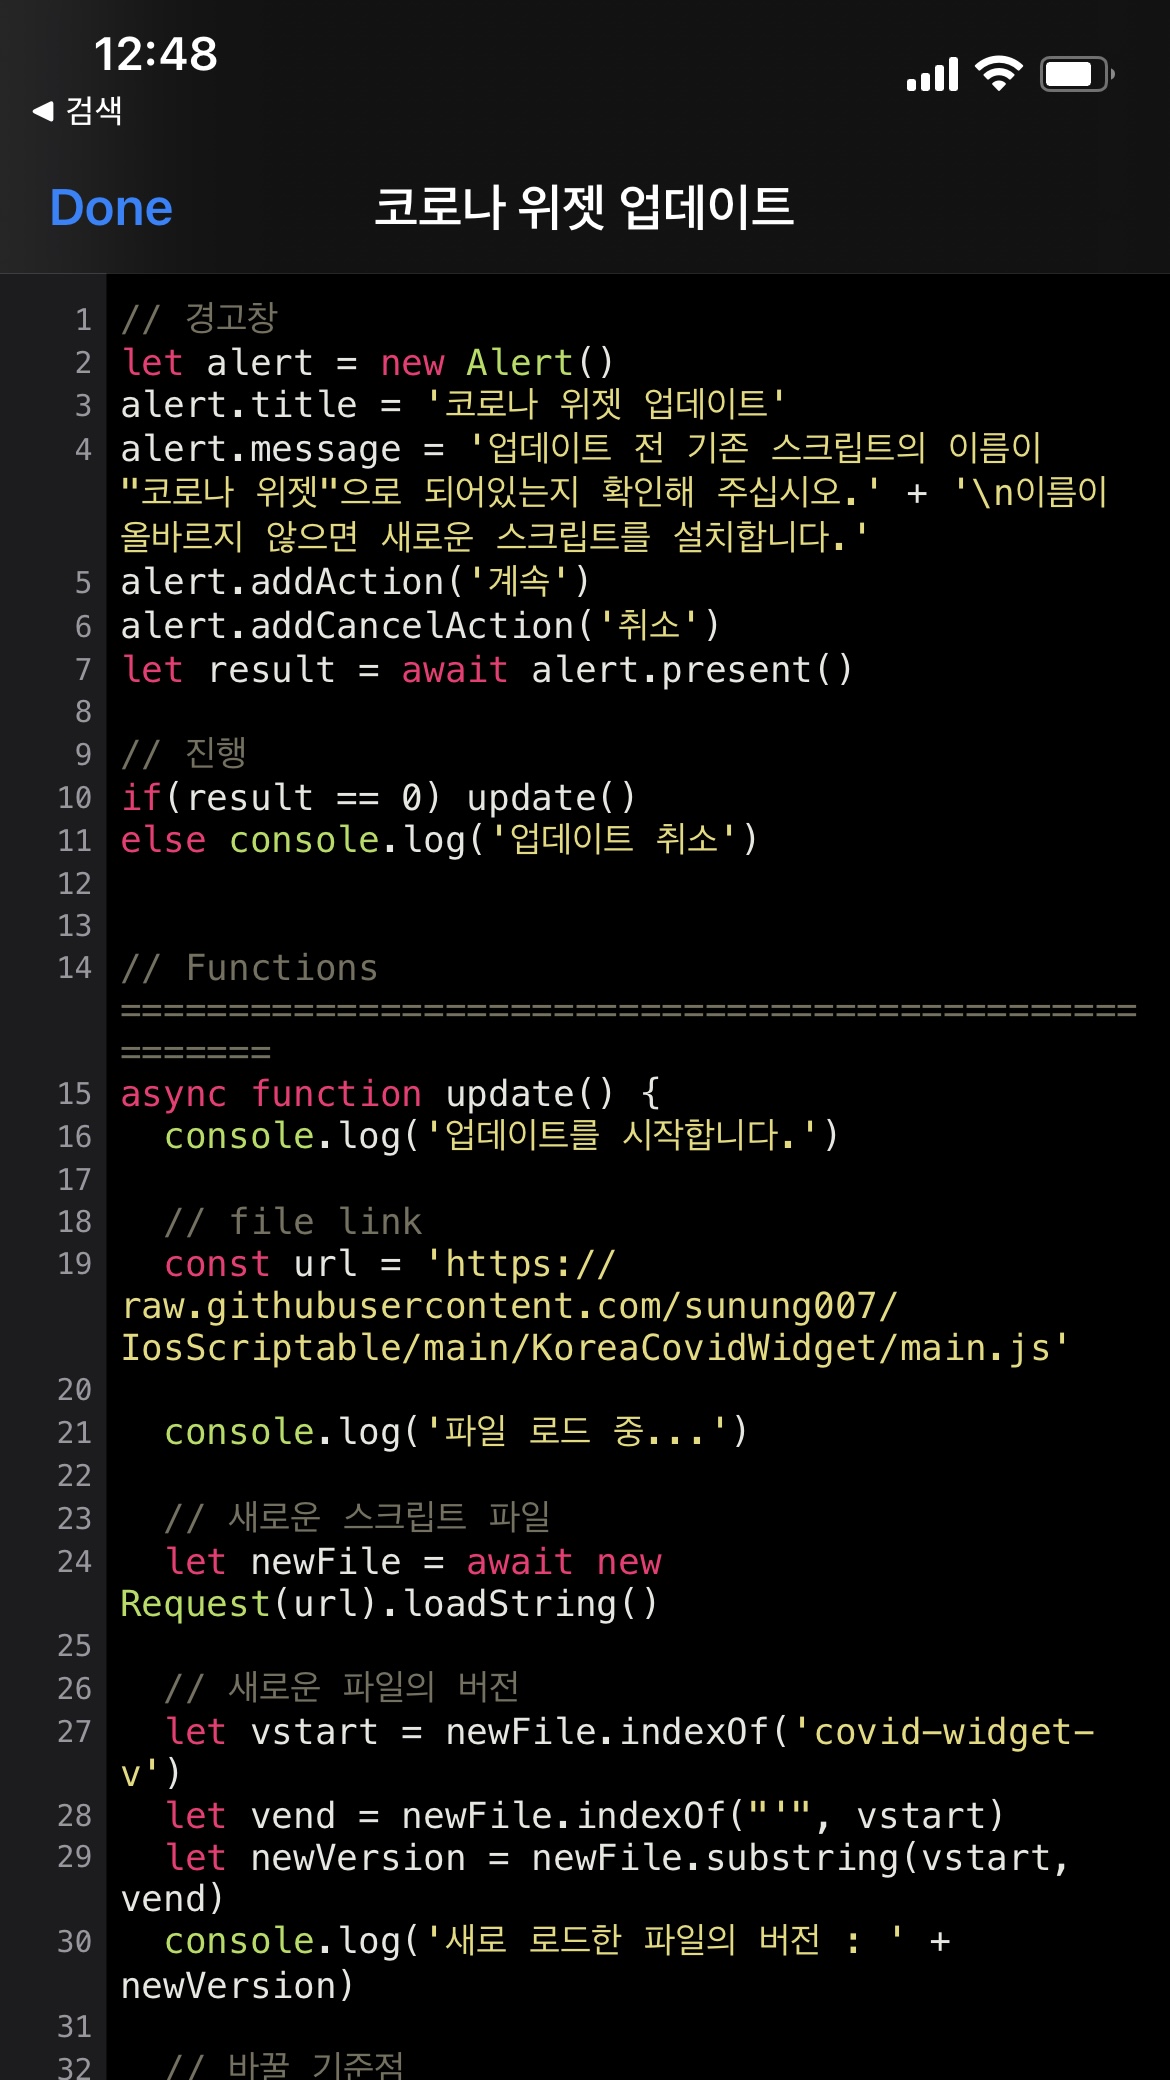 12:48
◀ 검색
Done
코로나 위젯 업데이트
1 // 경고창
2 let alert = new Alert()
3 alert.title = '코로나 위젯 업데이트'
4 alert.message = '업데이트 전 기존 스크립트의 이름이
"코로나 위젯"으로 되어있는지 확인해 주십시오.' + '\n이름이
올바르지 않으면 새로운 스크립트를 설치합니다.'
5 alert.addAction('계속')
6 alert.addCancelAction('취소')
7 let result = await alert.present()
8
9 // 진행
10 if(result == 0) update()
11 else console.log('업데이트 취소')
12
13
14 // Functions
===============================================
=======
15 async function update() {
16   console.log('업데이트를 시작합니다.')
17
18   // file link
19   const url = 'https://
raw.githubusercontent.com/sunung007/
IosScriptable/main/KoreaCovidWidget/main.js'
20
21   console.log('파일 로드 중...')
22
23   // 새로운 스크립트 파일
24   let newFile = await new
Request(url).loadString()
25
26   // 새로운 파일의 버전
27   let vstart = newFile.indexOf('covid-widget-
v')
28   let vend = newFile.indexOf("'", vstart)
29   let newVersion = newFile.substring(vstart,
vend)
30   console.log('새로 로드한 파일의 버전 : ' +
newVersion)
31
32   // 바꿀 기준점